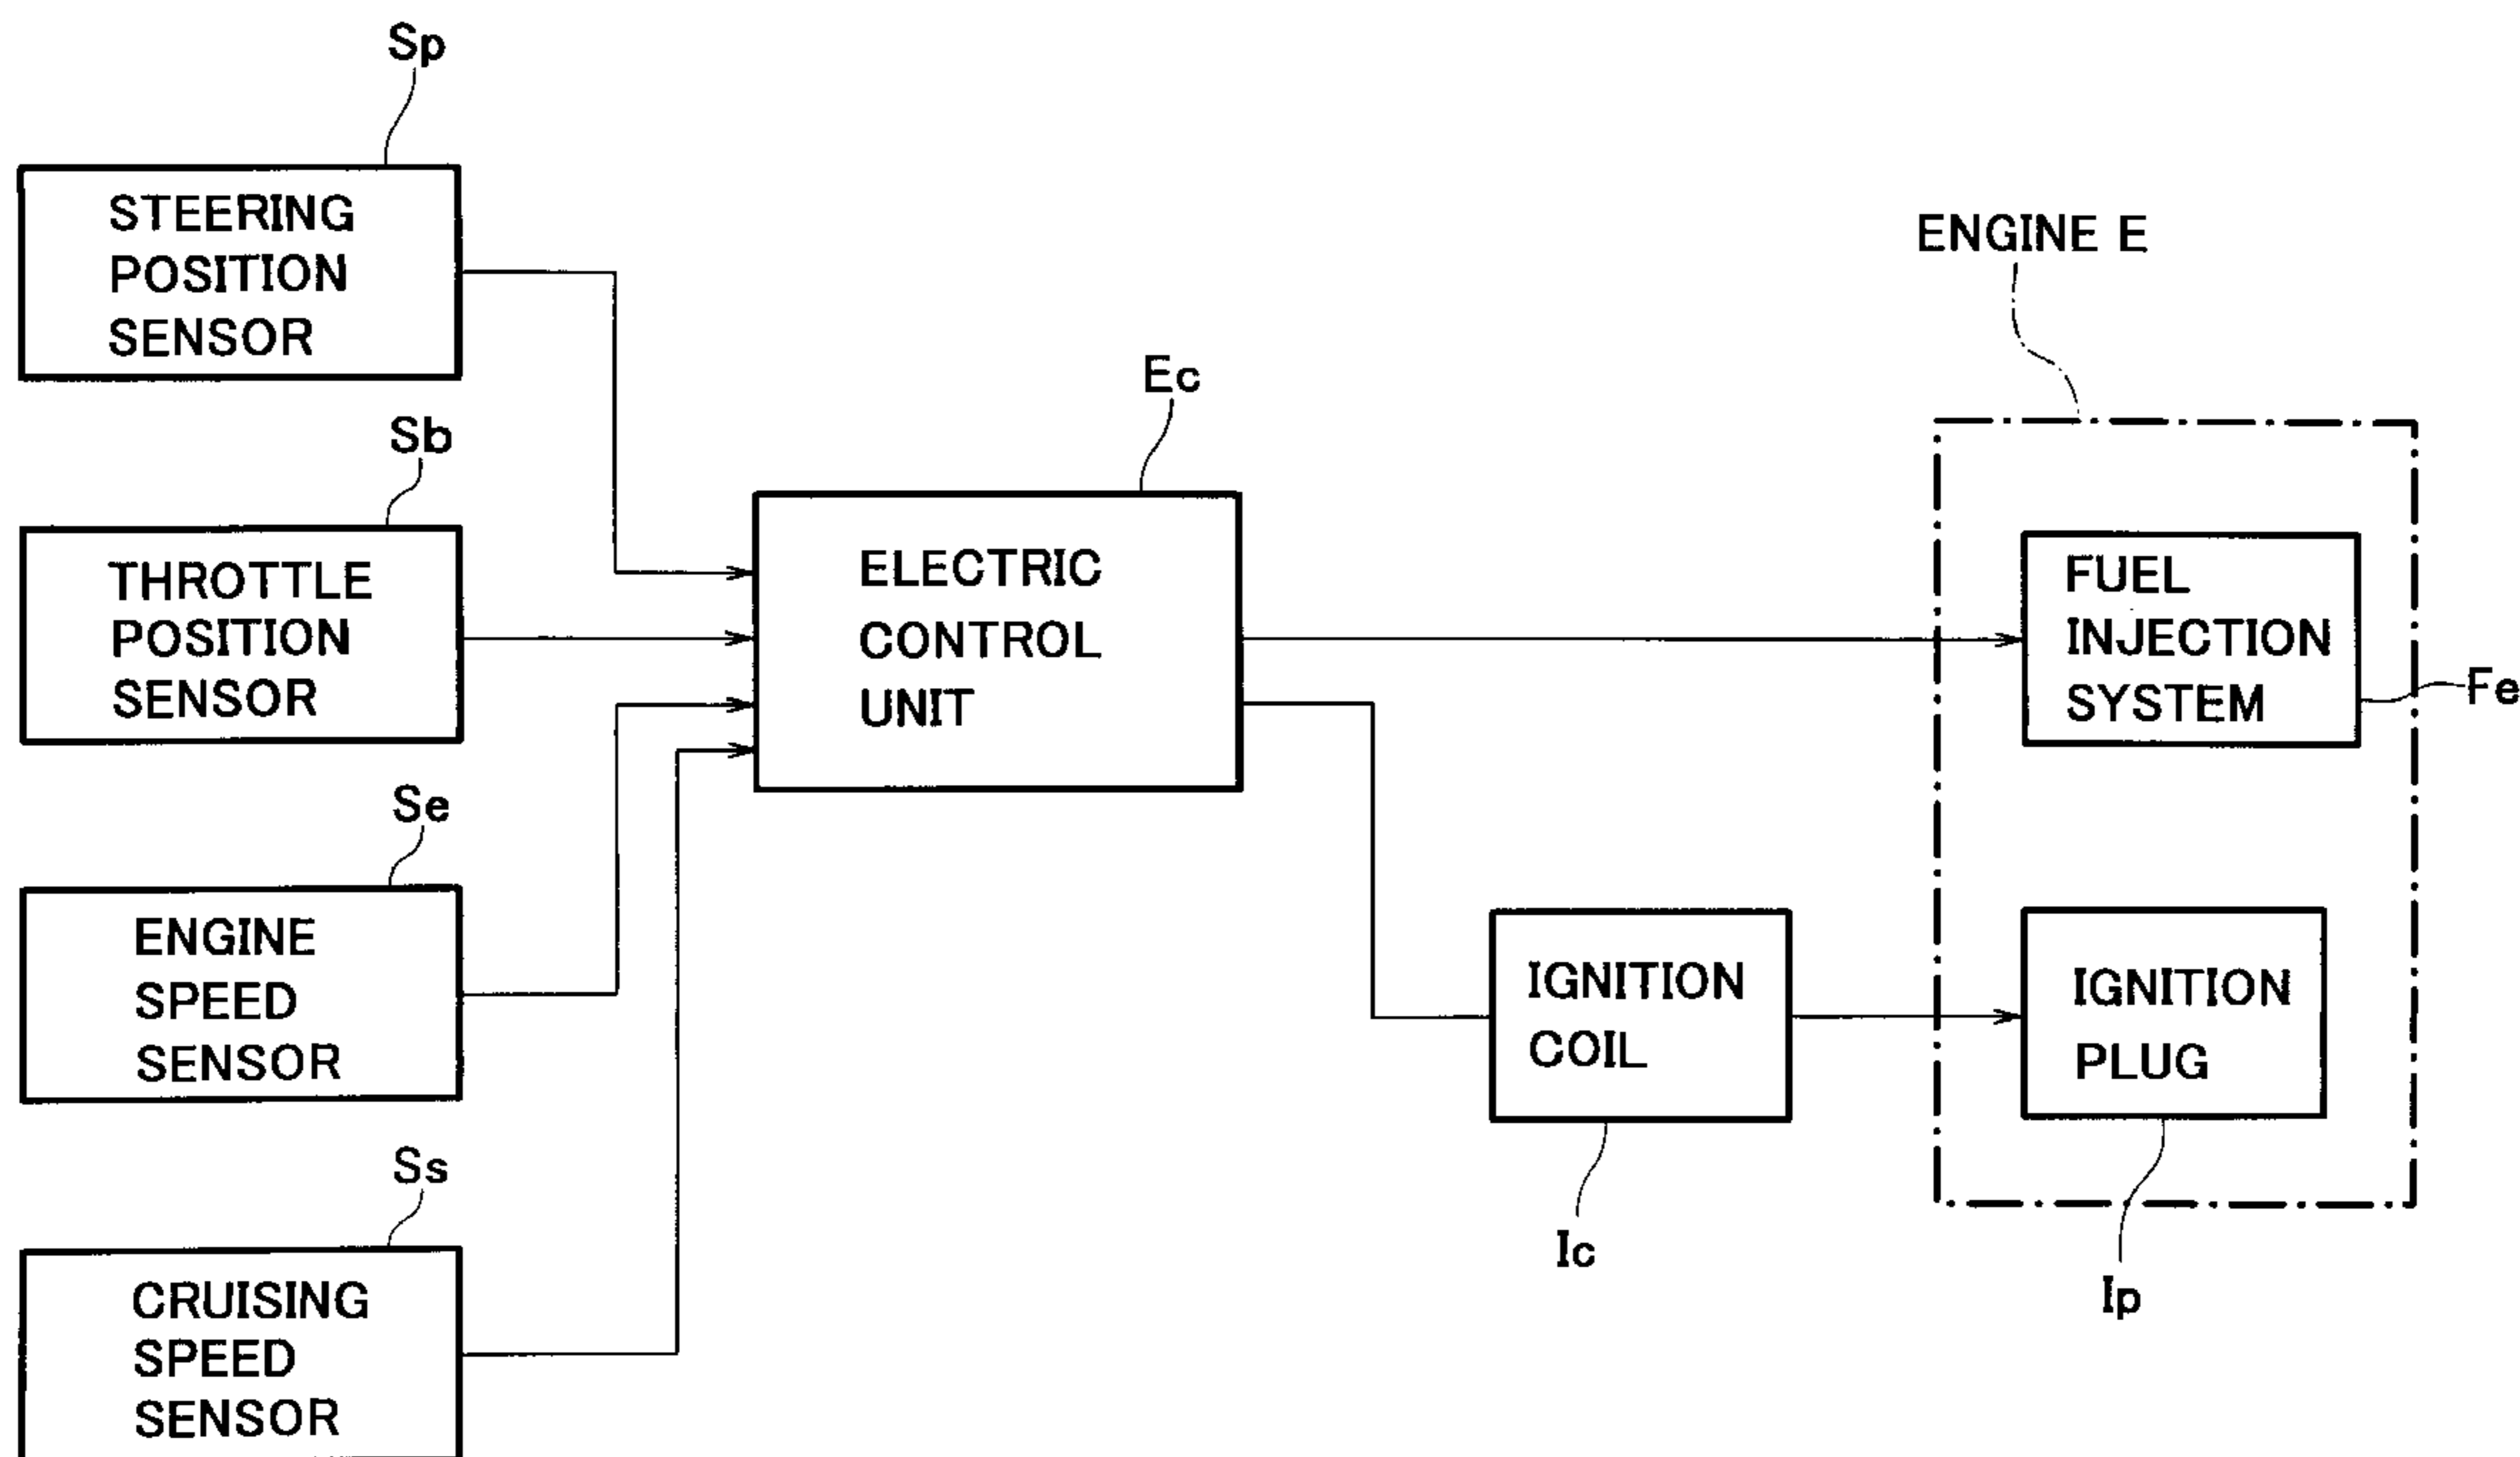 Sp
STEERING
POSITION
SENSOR
Sb
THROTTLE
POSITION
SENSOR
Se
ENGINE
SPEED
SENSOR
Ss
CRUISING
SPEED
SENSOR
Ec
ELECTRIC
CONTROL
UNIT
IGNITION
COIL
Ic
ENGINE E
FUEL
INJECTION
SYSTEM
Fe
IGNITION
PLUG
Ip